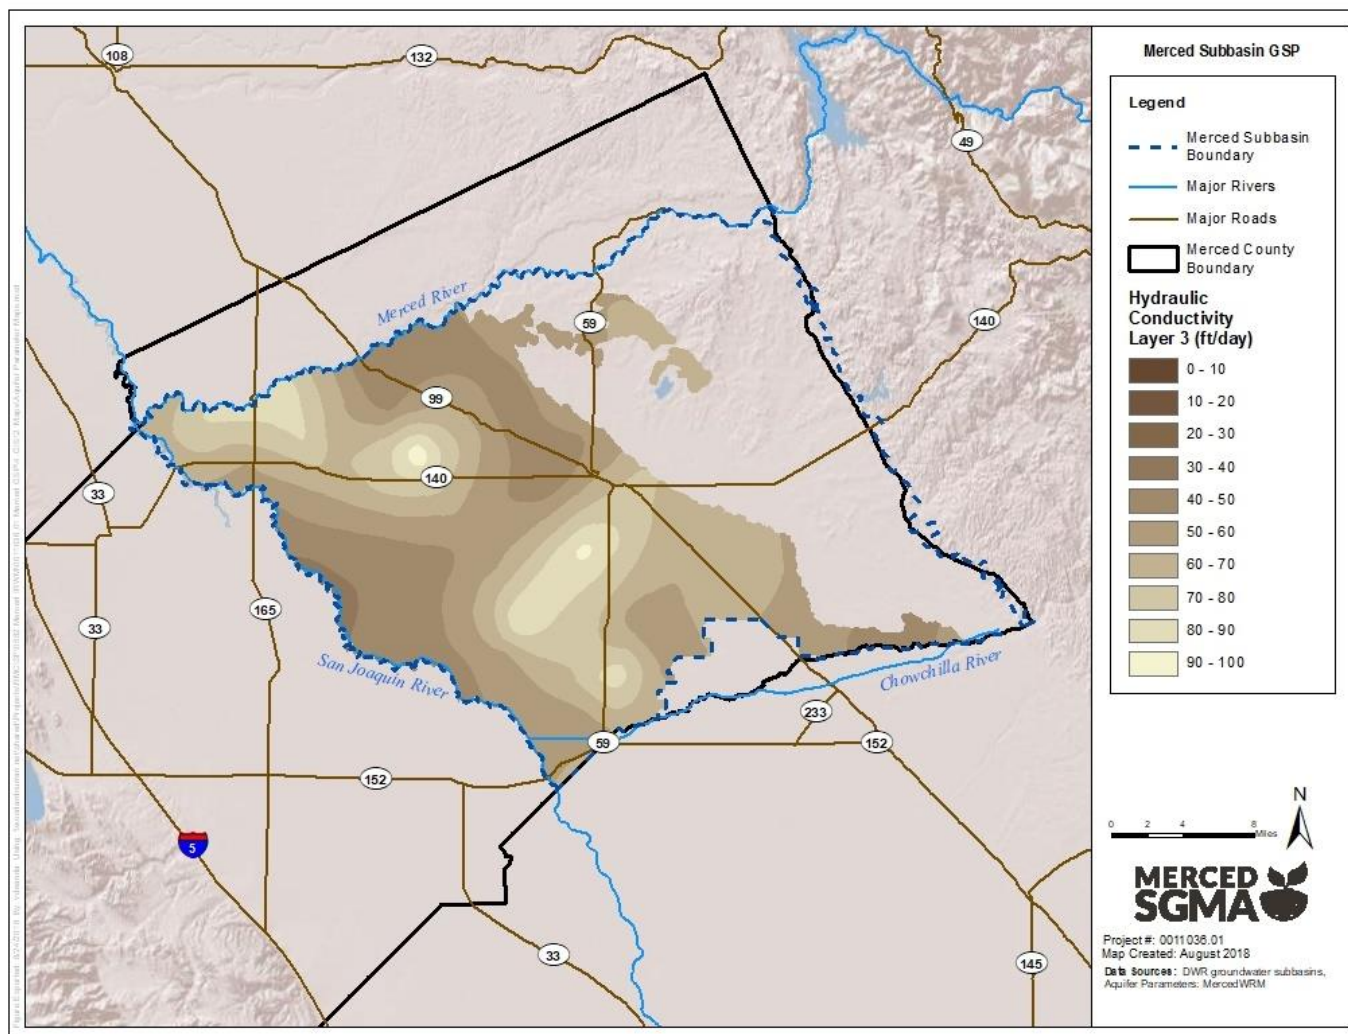 Merced Subbasin GSP
Legend
Merced Subbasin
Boundary
Major Rivers
Major Roads
Merced County
Boundary
Hydraulic
Conductivity
Layer 3 (ft/day)
0 - 10
10 - 20
20 - 30
30 - 40
40 - 50
50 - 60
60 - 70
70 - 80
80 - 90
90 - 100
108
132
49
Merced River
59
140
99
140
33
165
33
San Joaquin River
Chowchilla River
233
59
152
152
5
33
145
N
0 2 4 8
Miles
MERCED
SGMA
Project #: 0011036.01
Map Created: August 2018
Data Sources: DWR groundwater subbasins,
Aquifer Parameters: MercedWRM